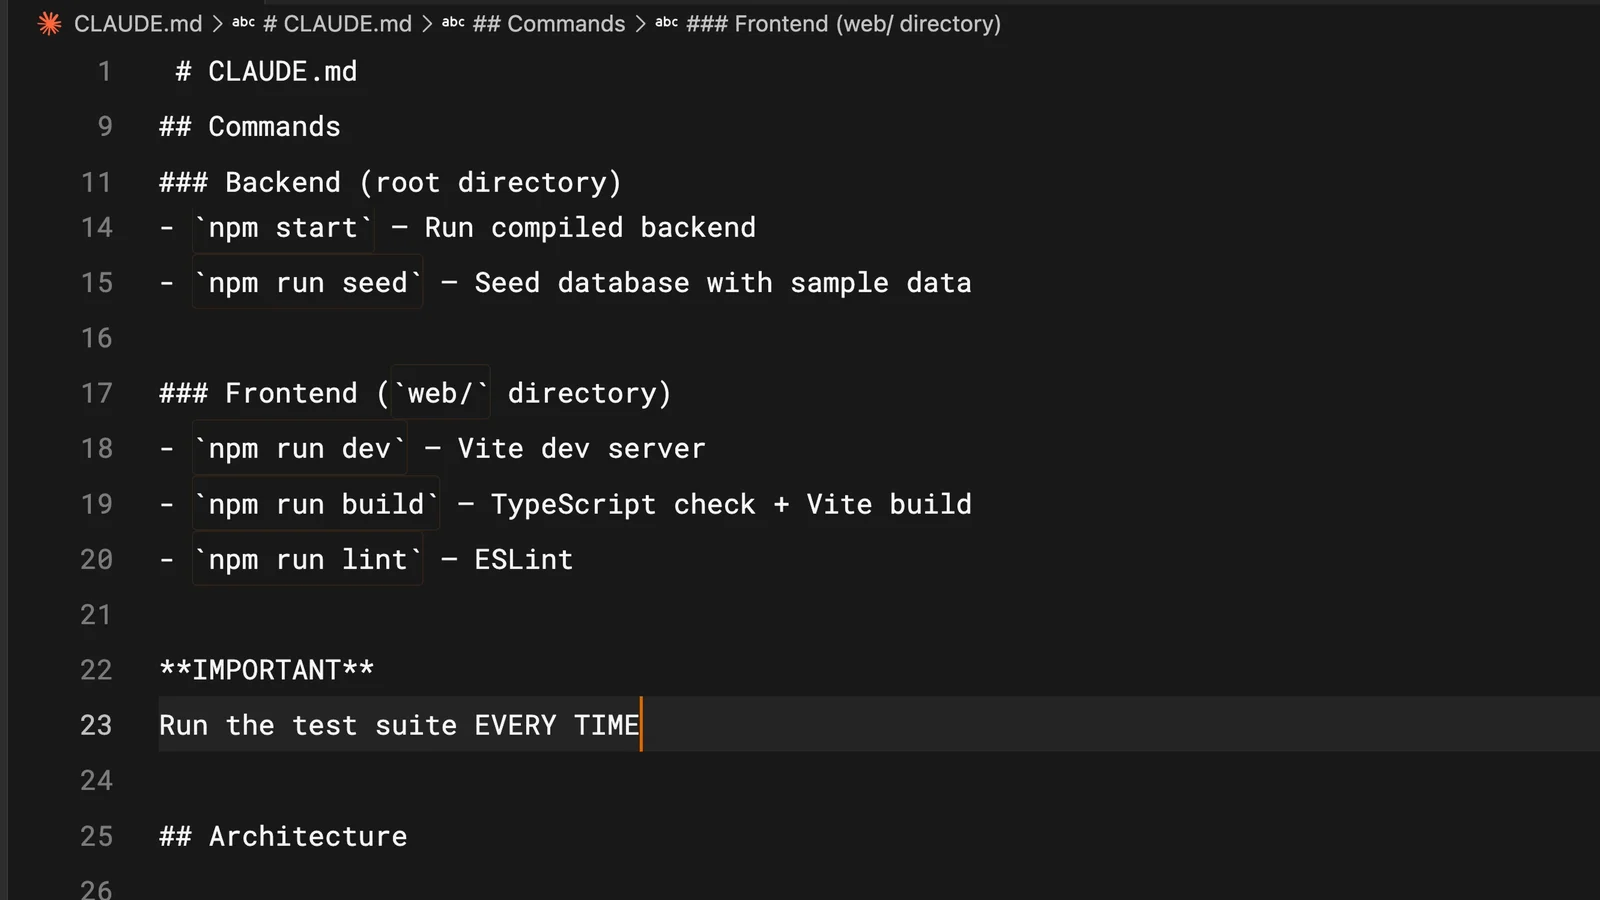 CLAUDE.md > abc # CLAUDE.md > abc ## Commands > abc ### Frontend (web/ directory)
1 # CLAUDE.md
9 ## Commands
11 ### Backend (root directory)
14 - `npm start` — Run compiled backend
15 - `npm run seed` — Seed database with sample data
16
17 ### Frontend (`web/` directory)
18 - `npm run dev` — Vite dev server
19 - `npm run build` — TypeScript check + Vite build
20 - `npm run lint` — ESLint
21
22 **IMPORTANT**
23 Run the test suite EVERY TIME
24
25 ## Architecture
26